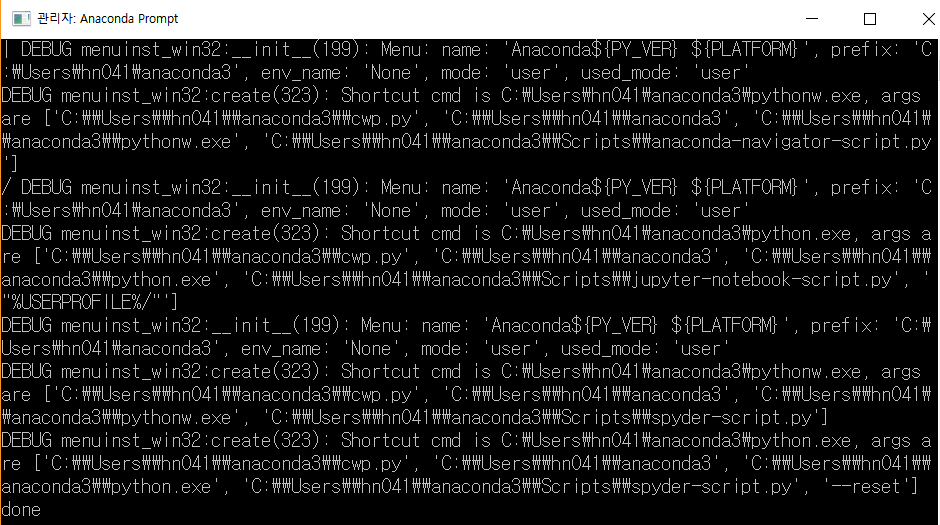 관리자: Anaconda Prompt
| DEBUG menuinst_win32:__init__(199): Menu: name: 'Anaconda${PY_VER} ${PLATFORM}', prefix: 'C
:₩Users₩hn041₩anaconda3', env_name: 'None', mode: 'user', used_mode: 'user'
DEBUG menuinst_win32:create(323): Shortcut cmd is C:₩Users₩hn041₩anaconda3₩pythonw.exe, args
are ['C:₩₩Users₩₩hn041₩₩anaconda3₩₩cwp.py', 'C:₩₩Users₩₩hn041₩₩anaconda3', 'C:₩₩Users₩₩hn041₩
₩anaconda3₩₩pythonw.exe', 'C:₩₩Users₩₩hn041₩₩anaconda3₩₩Scripts₩₩anaconda-navigator-script.py
']
/ DEBUG menuinst_win32:__init__(199): Menu: name: 'Anaconda${PY_VER} ${PLATFORM}', prefix: 'C
:₩Users₩hn041₩anaconda3', env_name: 'None', mode: 'user', used_mode: 'user'
DEBUG menuinst_win32:create(323): Shortcut cmd is C:₩Users₩hn041₩anaconda3₩python.exe, args a
re ['C:₩₩Users₩₩hn041₩₩anaconda3₩₩cwp.py', 'C:₩₩Users₩₩hn041₩₩anaconda3', 'C:₩₩Users₩₩hn041₩₩
anaconda3₩₩python.exe', 'C:₩₩Users₩₩hn041₩₩anaconda3₩₩Scripts₩₩jupyter-notebook-script.py', '
"%USERPROFILE%/"']
DEBUG menuinst_win32:__init__(199): Menu: name: 'Anaconda${PY_VER} ${PLATFORM}', prefix: 'C:₩
Users₩hn041₩anaconda3', env_name: 'None', mode: 'user', used_mode: 'user'
DEBUG menuinst_win32:create(323): Shortcut cmd is C:₩Users₩hn041₩anaconda3₩pythonw.exe, args
are ['C:₩₩Users₩₩hn041₩₩anaconda3₩₩cwp.py', 'C:₩₩Users₩₩hn041₩₩anaconda3', 'C:₩₩Users₩₩hn041₩
₩anaconda3₩₩pythonw.exe', 'C:₩₩Users₩₩hn041₩₩anaconda3₩₩Scripts₩₩spyder-script.py']
DEBUG menuinst_win32:create(323): Shortcut cmd is C:₩Users₩hn041₩anaconda3₩python.exe, args a
re ['C:₩₩Users₩₩hn041₩₩anaconda3₩₩cwp.py', 'C:₩₩Users₩₩hn041₩₩anaconda3', 'C:₩₩Users₩₩hn041₩₩
anaconda3₩₩python.exe', 'C:₩₩Users₩₩hn041₩₩anaconda3₩₩Scripts₩₩spyder-script.py', '--reset']
done